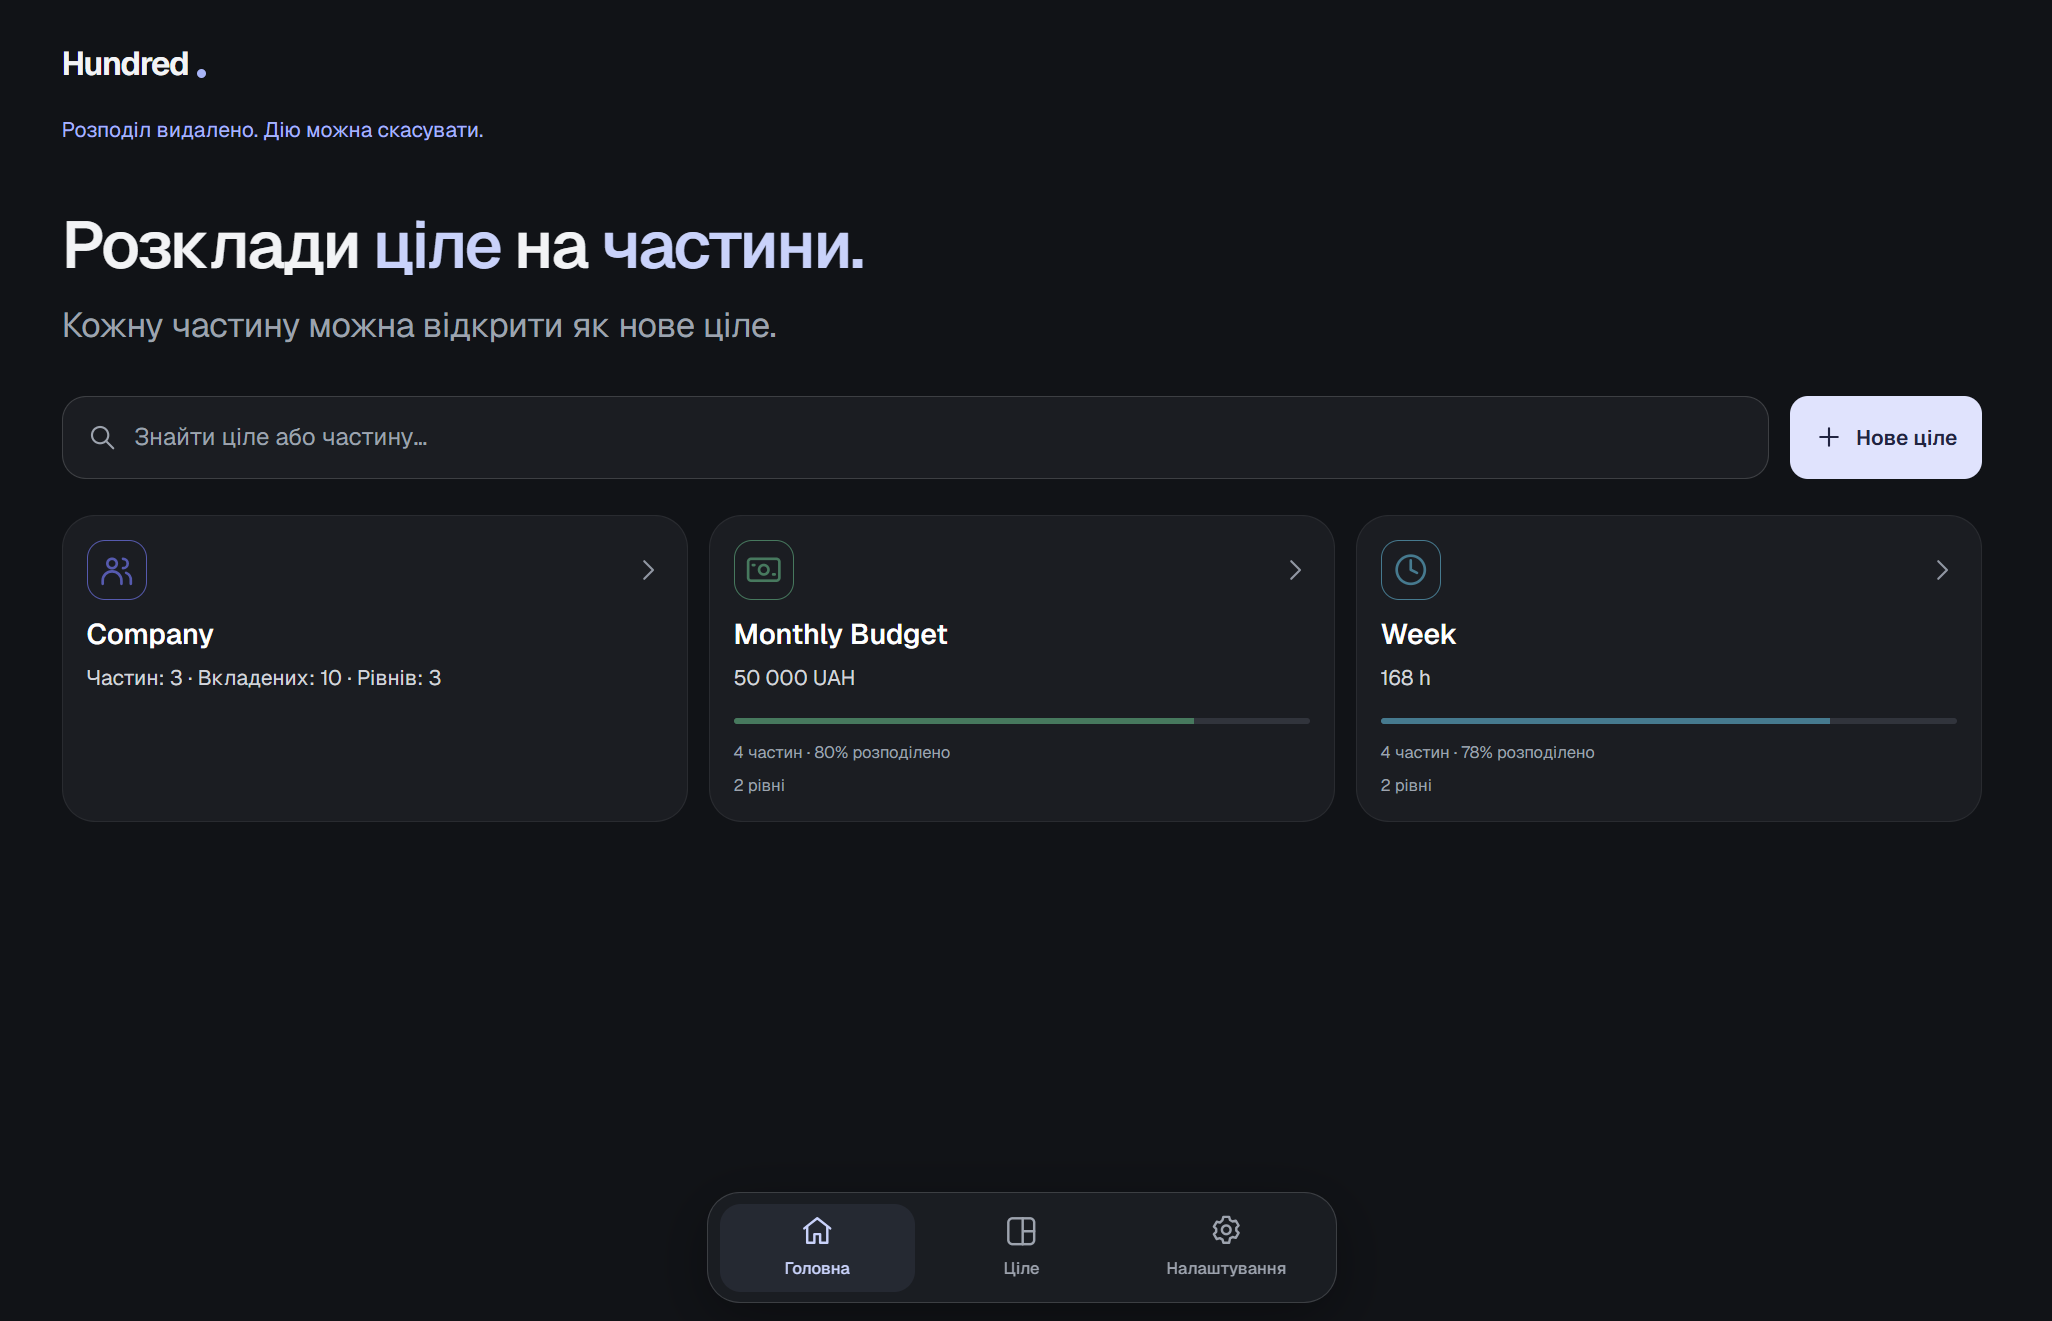 Hundred.
Розподіл видалено. Дію можна скасувати.
Розклади ціле на частини.
Кожну частину можна відкрити як нове ціле.
Знайти ціле або частину...
Нове ціле
Company
Частин: 3 · Вкладених: 10 · Рівнів: 3
Monthly Budget
50 000 UAH
4 частин · 80% розподілено
2 рівні
Week
168 h
4 частин · 78% розподілено
2 рівні
Головна
Ціле
Налаштування